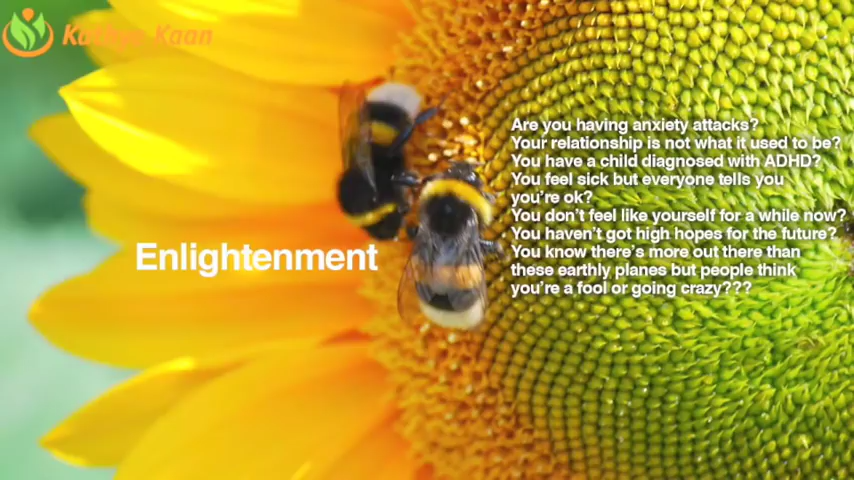 Kathye Kaan
Are you having anxiety attacks?
Your relationship is not what it used to be?
You have a child diagnosed with ADHD?
You feel sick but everyone tells you
you're ok?
You don't feel like yourself for a while now?
You haven't got high hopes for the future?
You know there's more out there than
these earthly planes but people think
you're a fool or going crazy???
Enlightenment